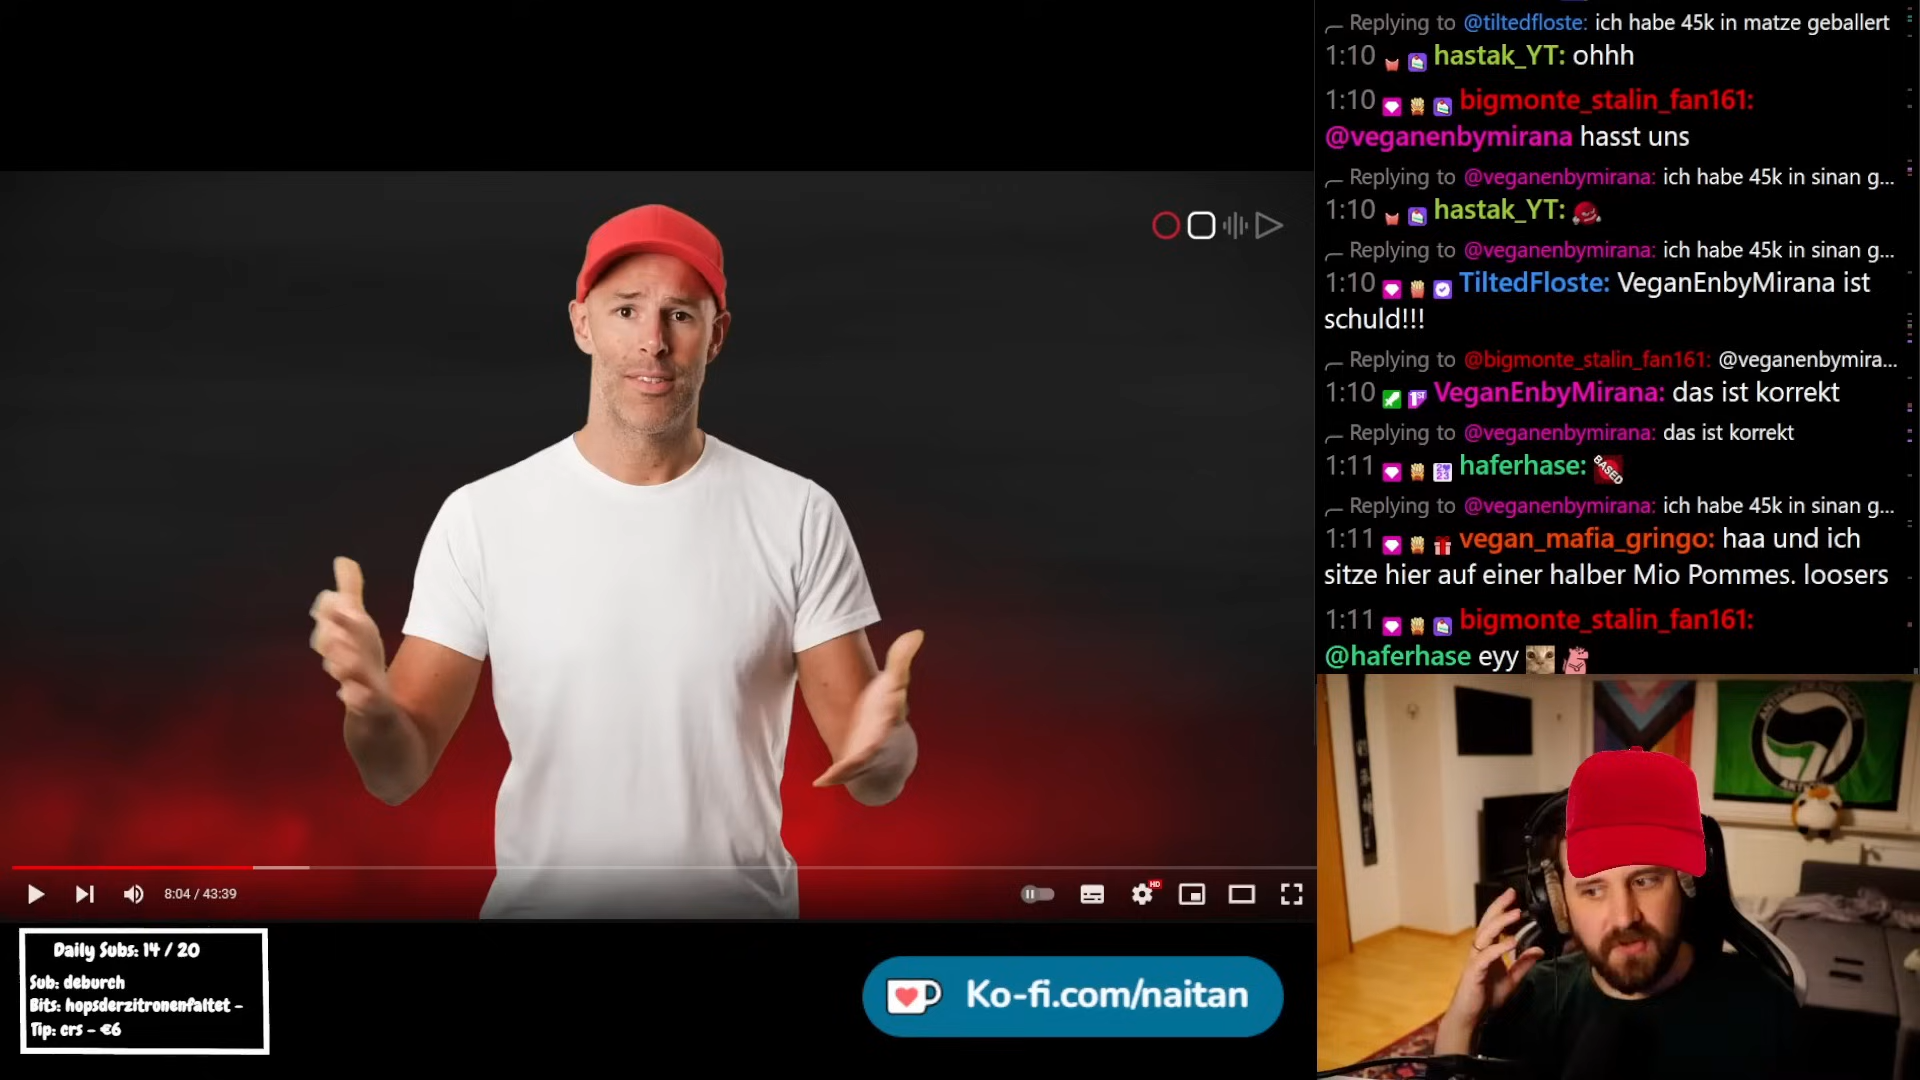 Replying to @tiltedfloste: ich habe 45k in matze geballert
1:10 hastak_YT: ohhh
1:10 bigmonte_stalin_fan161:
@veganenbymirana hasst uns
Replying to @veganenbymirana: ich habe 45k in sinan g...
1:10 hastak_YT:
Replying to @veganenbymirana: ich habe 45k in sinan g...
1:10 TiltedFloste: VeganEnbyMirana ist
schuld!!!
Replying to @bigmonte_stalin_fan161: @veganenbymira...
1:10 VeganEnbyMirana: das ist korrekt
Replying to @veganenbymirana: das ist korrekt
1:11 haferhase: BASED
Replying to @veganenbymirana: ich habe 45k in sinan g...
1:11 vegan_mafia_gringo: haa und ich
sitze hier auf einer halber Mio Pommes. loosers
1:11 bigmonte_stalin_fan161:
@haferhase eyy
8:04 / 43:39
HD
Daily Subs: 14 / 20
Sub: deburch
Bits: hopsderzitronenfaltet -
Tip: crs - €6
Ko-fi.com/naitan